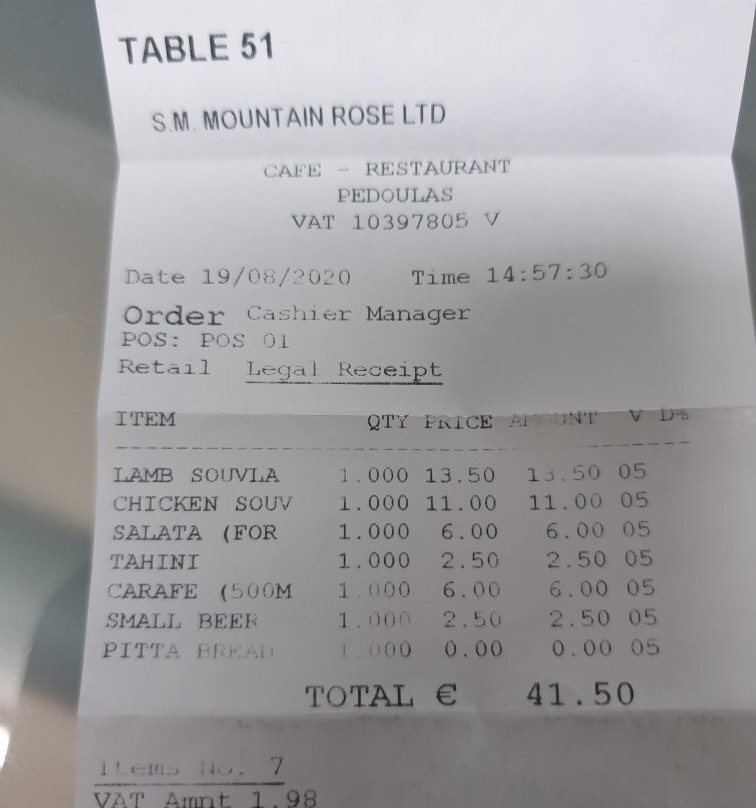 TABLE 51
S.M. MOUNTAIN ROSE LTD
CAFE - RESTAURANT
PEDOULAS
VAT 10397805 V
Date 19/08/2020 Time 14:57:30
Order Cashier Manager
POS: POS 01
Retail Legal Receipt
ITEM QTY PRICE AMOUNT V D%
LAMB SOUVLA 1.000 13.50 13.50 05
CHICKEN SOUV 1.000 11.00 11.00 05
SALATA (FOR 1.000 6.00 6.00 05
TAHINI 1.000 2.50 2.50 05
CARAFE (500M 1.000 6.00 6.00 05
SMALL BEER 1.000 2.50 2.50 05
PITTA BREAD 1.000 0.00 0.00 05
TOTAL € 41.50
Items No. 7
VAT Amnt 1.98